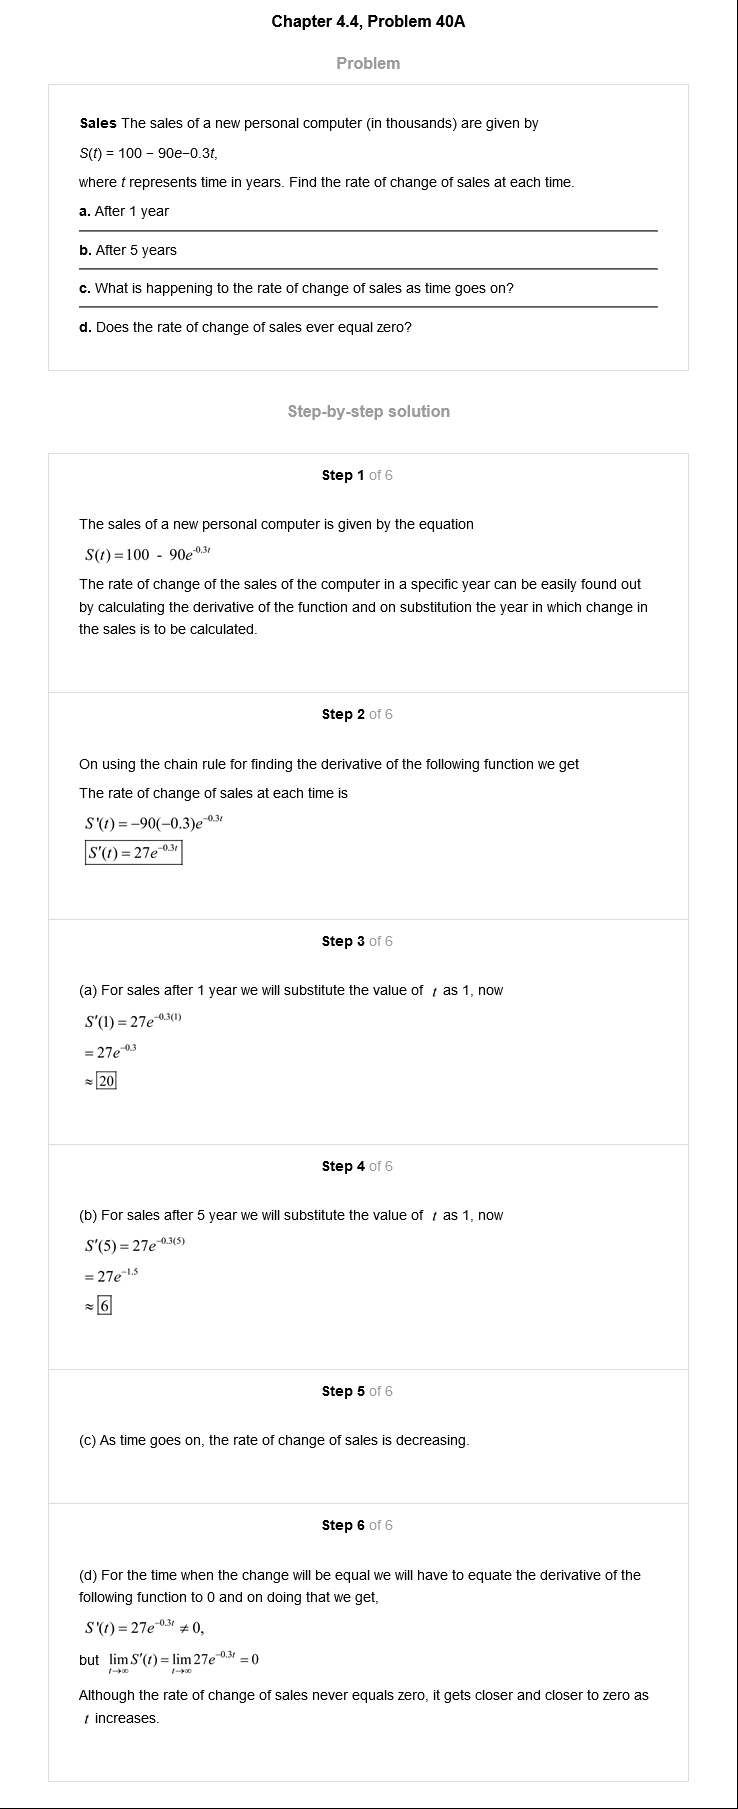 Chapter 4.4, Problem 40A
Problem
Sales The sales of a new personal computer (in thousands) are given by
S(t) = 100 − 90e−0.3t,
where t represents time in years. Find the rate of change of sales at each time.
a. After 1 year
b. After 5 years
c. What is happening to the rate of change of sales as time goes on?
d. Does the rate of change of sales ever equal zero?
Step-by-step solution
Step 1 of 6
The sales of a new personal computer is given by the equation
S(t) = 100 - 90e^{-0.3t}
The rate of change of the sales of the computer in a specific year can be easily found out
by calculating the derivative of the function and on substitution the year in which change in
the sales is to be calculated.
Step 2 of 6
On using the chain rule for finding the derivative of the following function we get
The rate of change of sales at each time is
S'(t) = −90(−0.3)e^{−0.3t}
S′(t) = 27e^{−0.3t}
Step 3 of 6
(a) For sales after 1 year we will substitute the value of t as 1, now
S′(1) = 27e^{−0.3(1)}
= 27e^{−0.3}
≈ 20
Step 4 of 6
(b) For sales after 5 year we will substitute the value of t as 1, now
S′(5) = 27e^{−0.3(5)}
= 27e^{−1.5}
≈ 6
Step 5 of 6
(c) As time goes on, the rate of change of sales is decreasing.
Step 6 of 6
(d) For the time when the change will be equal we will have to equate the derivative of the
following function to 0 and on doing that we get,
S'(t) = 27e^{−0.3t} ≠ 0,
but lim_{t→∞} S′(t) = lim_{t→∞} 27e^{−0.3t} = 0
Although the rate of change of sales never equals zero, it gets closer and closer to zero as
t increases.